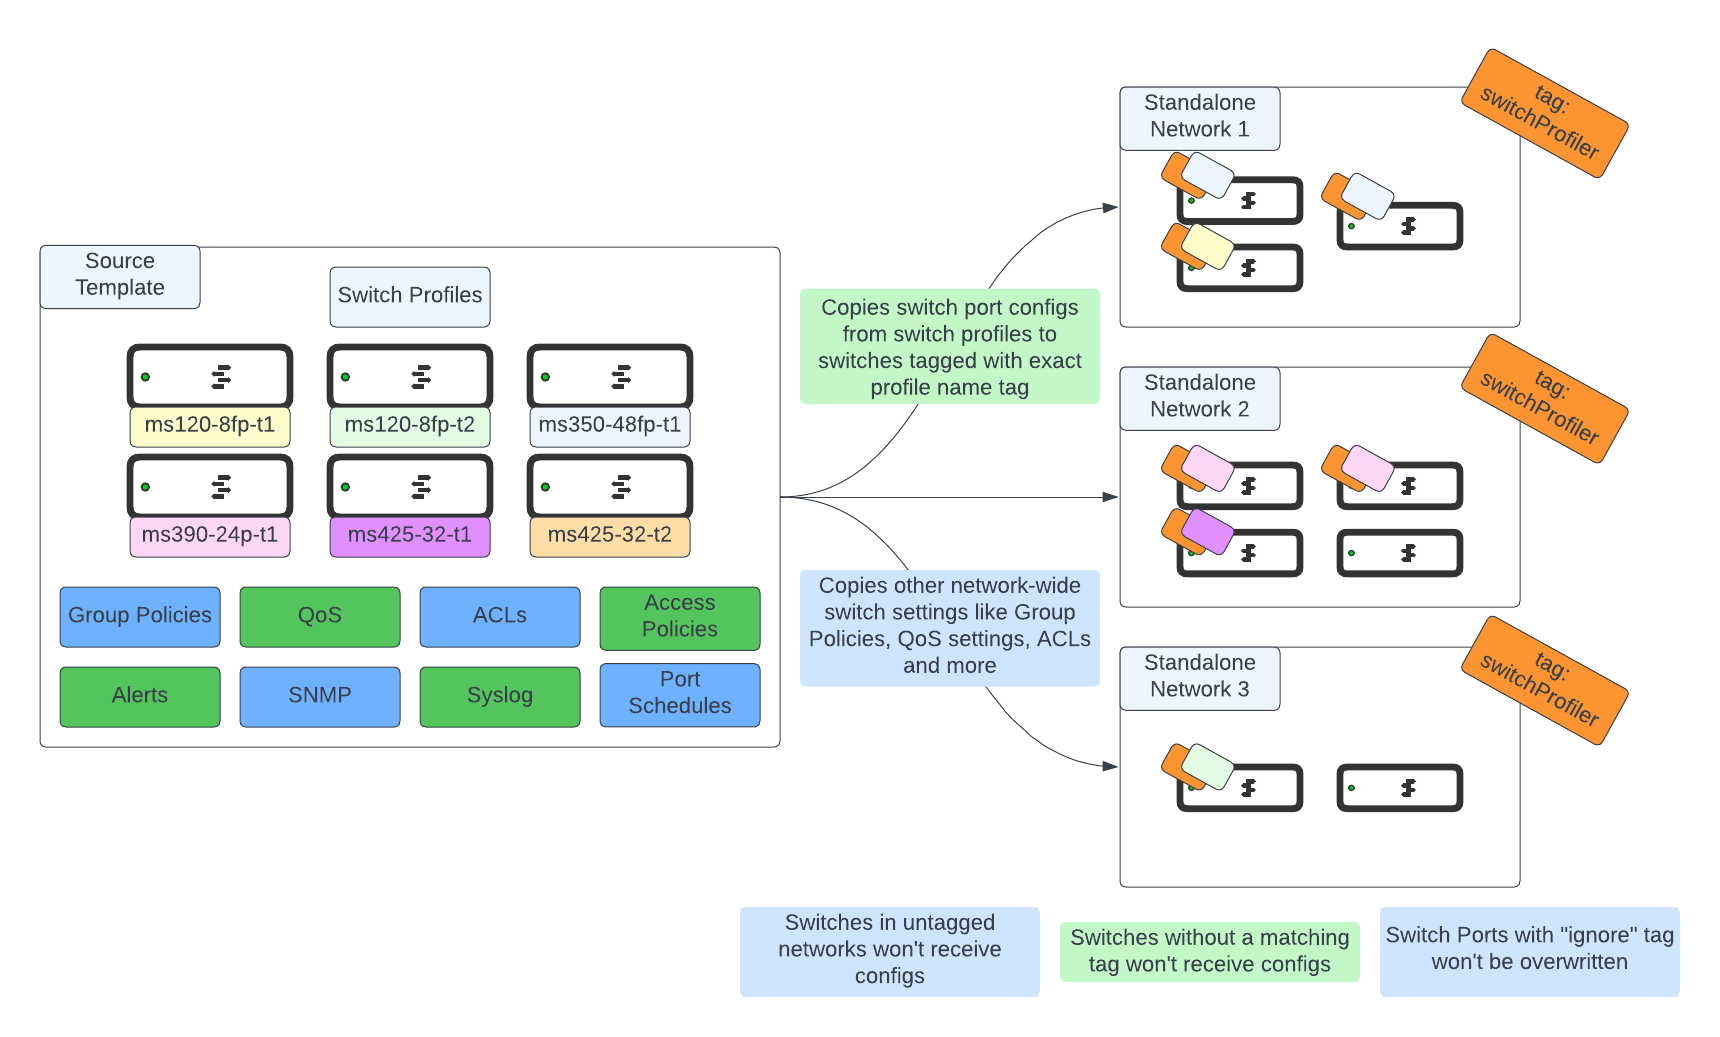 Source
Template
Switch Profiles
ms120-8fp-t1
ms120-8fp-t2
ms350-48fp-t1
ms390-24p-t1
ms425-32-t1
ms425-32-t2
Group Policies
QoS
ACLs
Access
Policies
Alerts
SNMP
Syslog
Port
Schedules
Copies switch port configs
from switch profiles to
switches tagged with exact
profile name tag
Copies other network-wide
switch settings like Group
Policies, QoS settings, ACLs
and more
Standalone
Network 1
tag:
switchProfiler
Standalone
Network 2
tag:
switchProfiler
Standalone
Network 3
tag:
switchProfiler
Switches in untagged
networks won't receive
configs
Switches without a matching
tag won't receive configs
Switch Ports with "ignore" tag
won't be overwritten